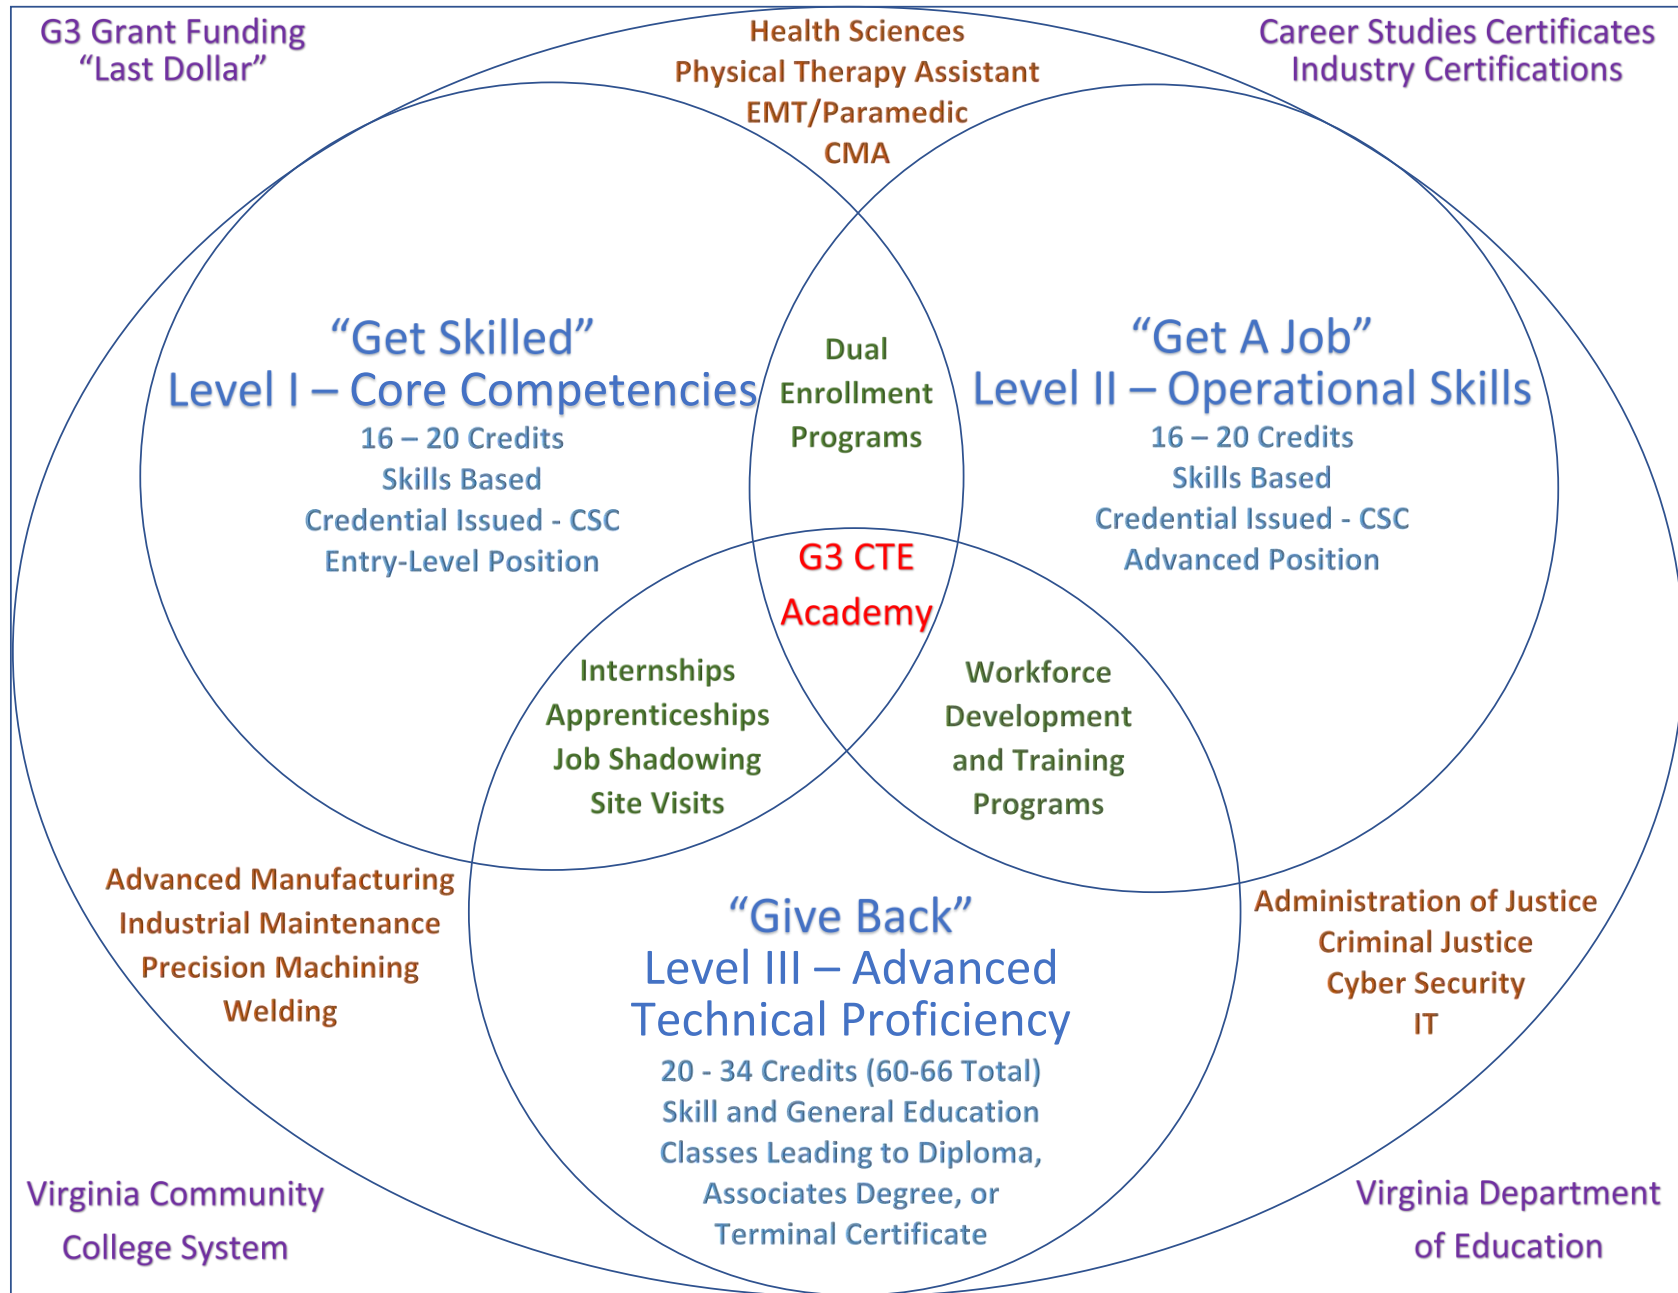 G3 Grant Funding
“Last Dollar”
Health Sciences
Physical Therapy Assistant
EMT/Paramedic
CMA
Career Studies Certificates
Industry Certifications
“Get Skilled”
Level I – Core Competencies
16 – 20 Credits
Skills Based
Credential Issued - CSC
Entry-Level Position
Dual
Enrollment
Programs
“Get A Job”
Level II – Operational Skills
16 – 20 Credits
Skills Based
Credential Issued - CSC
Advanced Position
G3 CTE
Academy
Internships
Apprenticeships
Job Shadowing
Site Visits
Workforce
Development
and Training
Programs
Advanced Manufacturing
Industrial Maintenance
Precision Machining
Welding
“Give Back”
Level III – Advanced
Technical Proficiency
20 - 34 Credits (60-66 Total)
Skill and General Education
Classes Leading to Diploma,
Associates Degree, or
Terminal Certificate
Administration of Justice
Criminal Justice
Cyber Security
IT
Virginia Community
College System
Virginia Department
of Education